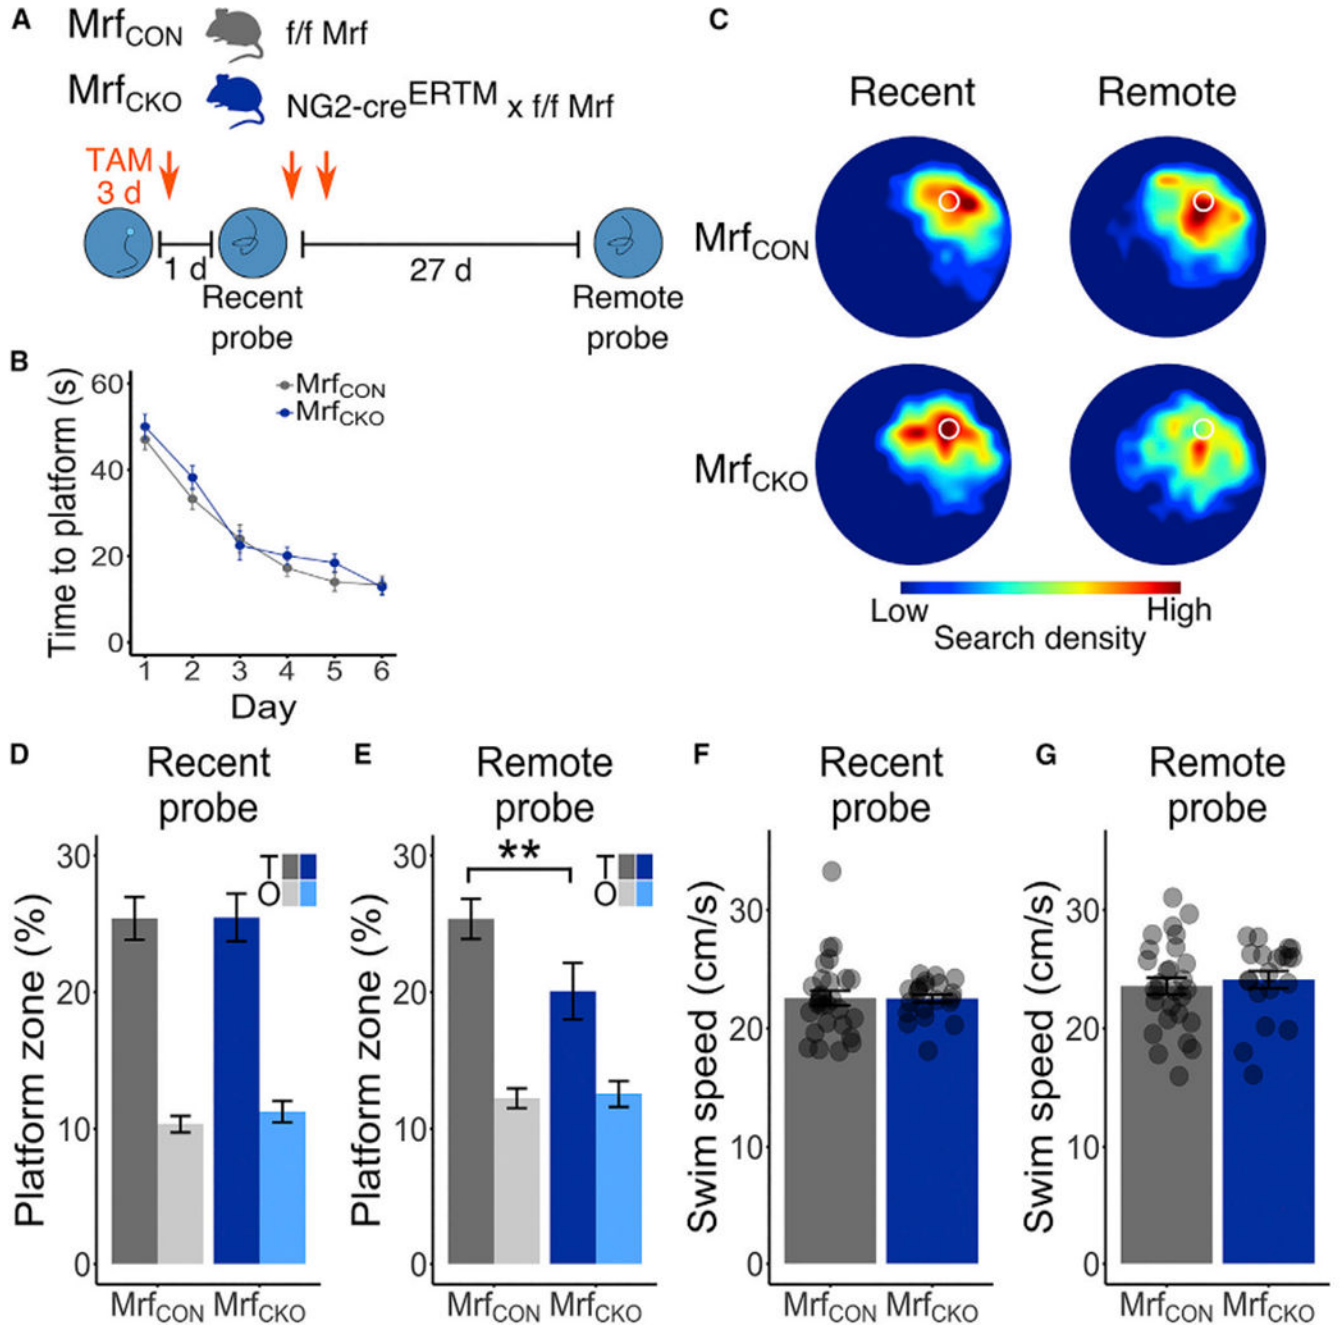 A
MrfCON f/f Mrf
MrfCKO NG2-creERTM x f/f Mrf
TAM
3 d
1 d
27 d
Recent
probe
Remote
probe
B
Time to platform (s)
60
40
20
0
MrfCON
MrfCKO
1 2 3 4 5 6
Day
C
Recent Remote
MrfCON
MrfCKO
Low High
Search density
D
Recent
probe
Platform zone (%)
30
20
10
0
T
O
MrfCON MrfCKO
E
Remote
probe
Platform zone (%)
30
20
10
0
**
T
O
MrfCON MrfCKO
F
Recent
probe
Swim speed (cm/s)
30
20
10
0
MrfCON MrfCKO
G
Remote
probe
Swim speed (cm/s)
30
20
10
0
MrfCON MrfCKO